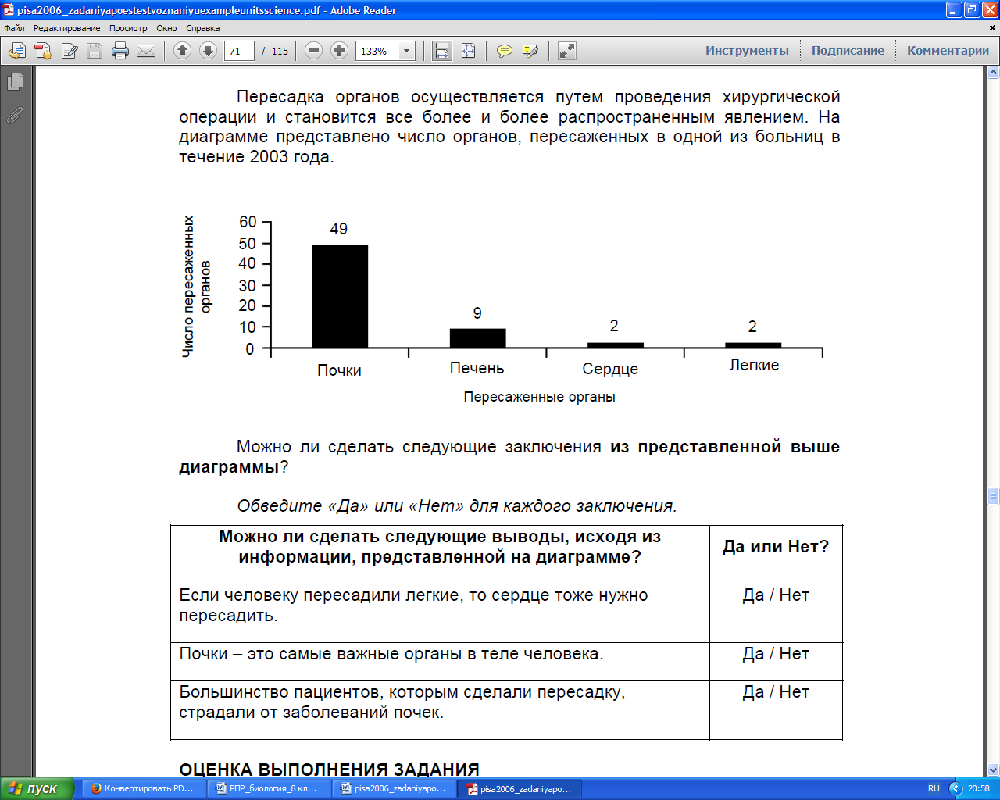 pisa2006_zadaniyapoestestvoznaniyuexampleunitsscience.pdf - Adobe Reader
Файл Редактирование Просмотр Окно Справка
71 / 115 133% Инструменты Подписание Комментарии
Пересадка органов осуществляется путем проведения хирургической
операции и становится все более и более распространенным явлением. На
диаграмме представлено число органов, пересаженных в одной из больниц в
течение 2003 года.
Число пересаженных
органов
60
50
40
30
20
10
0
49
9
2
2
Почки
Печень
Сердце
Легкие
Пересаженные органы
Можно ли сделать следующие заключения из представленной выше
диаграммы?
Обведите «Да» или «Нет» для каждого заключения.
Можно ли сделать следующие выводы, исходя из
информации, представленной на диаграмме?
Да или Нет?
Если человеку пересадили легкие, то сердце тоже нужно
пересадить.
Да / Нет
Почки – это самые важные органы в теле человека.
Да / Нет
Большинство пациентов, которым сделали пересадку,
страдали от заболеваний почек.
Да / Нет
ОЦЕНКА ВЫПОЛНЕНИЯ ЗАДАНИЯ
пуск Конвертировать PD... РПР_биология_8 кл... pisa2006_zadaniyapo... pisa2006_zadaniyapo... RU 20:58